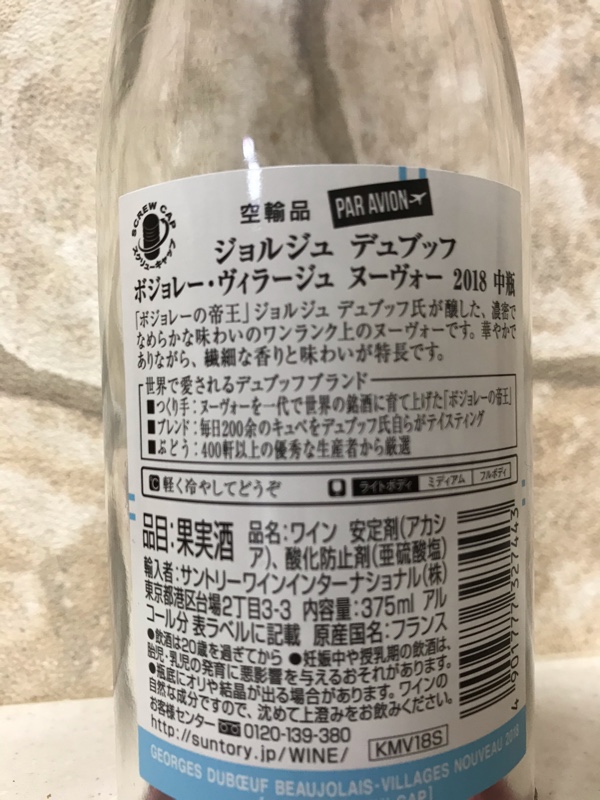 SCREW CAP
スクリューキャップ
空輸品 PAR AVION
ジョルジュ デュブッフ
ボジョレー・ヴィラージュ ヌーヴォー 2018 中瓶
「ボジョレーの帝王」ジョルジュ デュブッフ氏が醸した、濃密で
なめらかな味わいのワンランク上のヌーヴォーです。華やかで
ありながら、繊細な香りと味わいが特長です。
世界で愛されるデュブッフブランド
■つくり手:ヌーヴォーを一代で世界の銘酒に育て上げた「ボジョレーの帝王」
■ブレンド:毎日200余のキュベをデュブッフ氏自らがテイスティング
■ぶどう:400軒以上の優秀な生産者から厳選
℃ 軽く冷やしてどうぞ ライトボディ ミディアム フルボディ
品目:果実酒 品名:ワイン 安定剤(アカシ
ア)、酸化防止剤(亜硫酸塩)
輸入者:サントリーワインインターナショナル(株)
東京都港区台場2丁目3-3 内容量:375ml アル
コール分 表ラベルに記載 原産国名:フランス
●飲酒は20歳を過ぎてから ●妊娠中や授乳期の飲酒は、
胎児・乳児の発育に悪影響を与えるおそれがあります。
●瓶底にオリや結晶が出る場合があります。ワインの
自然な成分ですので、沈めて上澄みをお飲みください。
お客様センター 0120-139-380
http://suntory.jp/WINE/ KMV18S
4 901777 327443
GEORGES DUBŒUF BEAUJOLAIS-VILLAGES NOUVEAU 2018